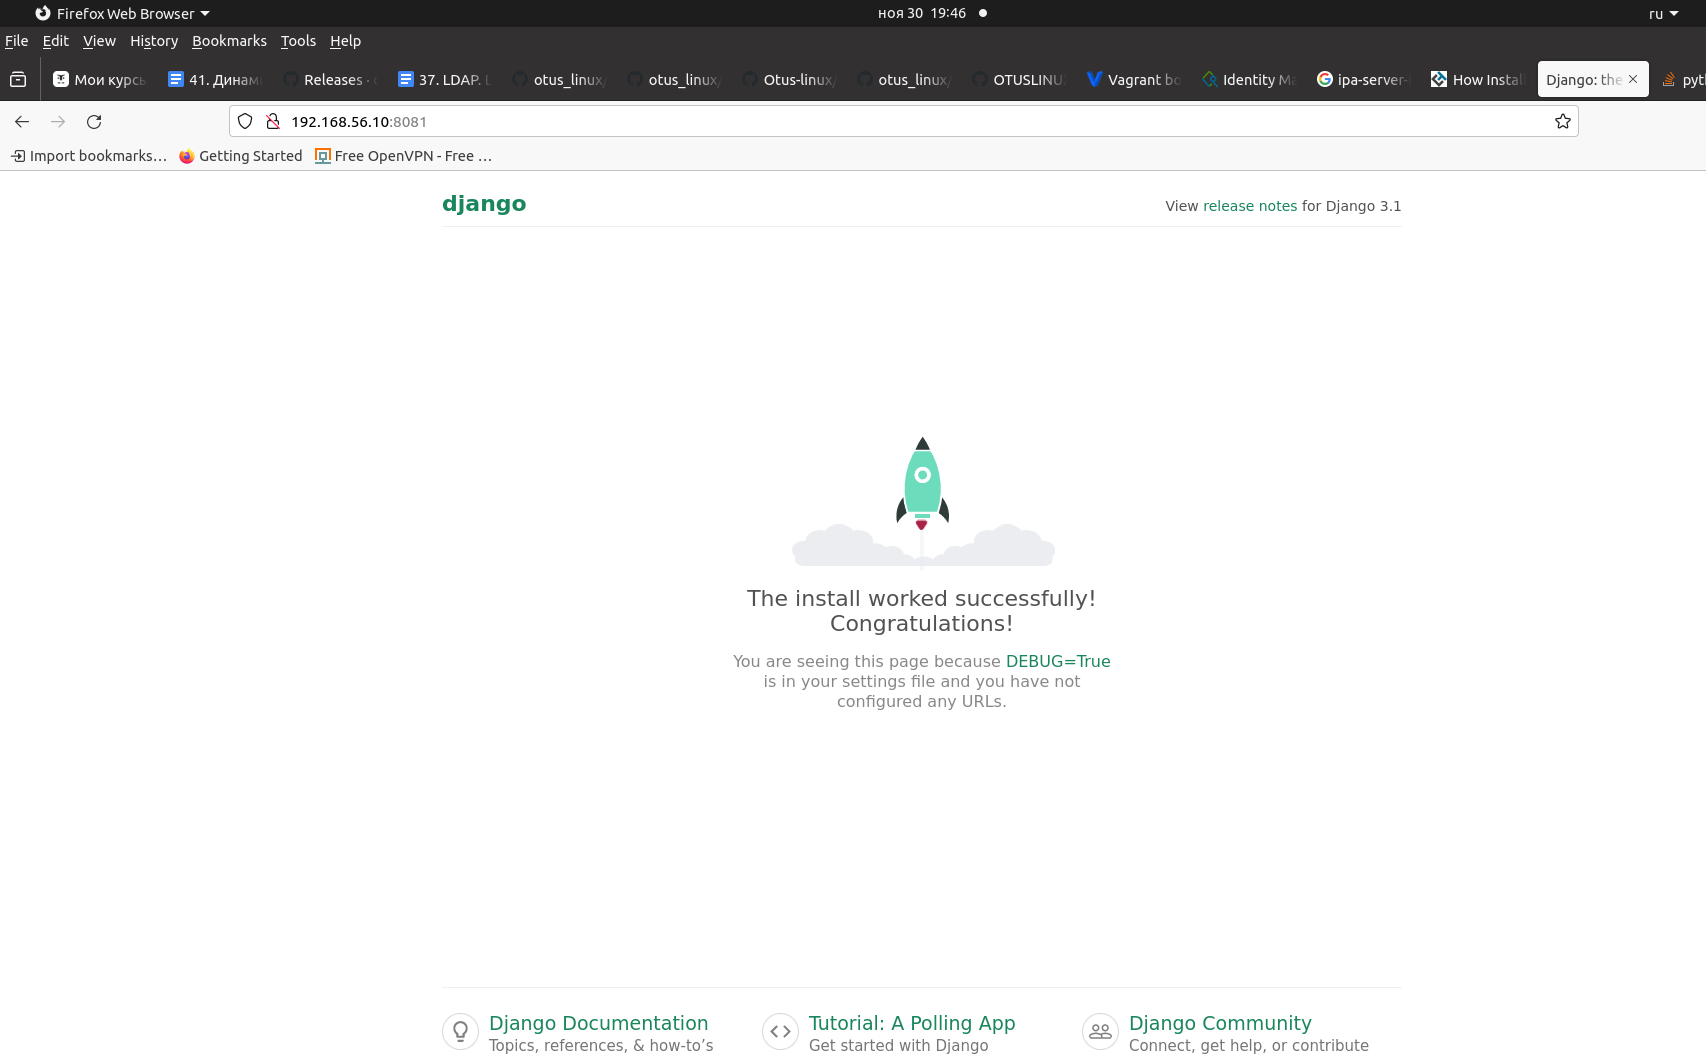 Firefox Web Browser
ноя 30 19:46
ru
File Edit View History Bookmarks Tools Help
Мои курсь
41. Динам
Releases ·
37. LDAP. L
otus_linux/
otus_linux/
Otus-linux/
otus_linux/
OTUSLINU
Vagrant bo
Identity Ma
ipa-server-
How Instal
Django: the
pyt
192.168.56.10:8081
Import bookmarks...
Getting Started
Free OpenVPN - Free ...
django
View release notes for Django 3.1
The install worked successfully!
Congratulations!
You are seeing this page because DEBUG=True
is in your settings file and you have not
configured any URLs.
Django Documentation
Topics, references, & how-to's
Tutorial: A Polling App
Get started with Django
Django Community
Connect, get help, or contribute